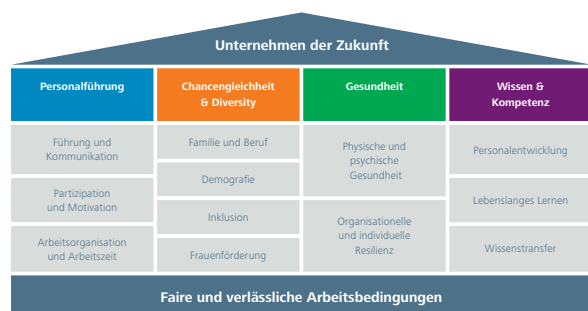 Unternehmen der Zukunft
Personalführung
Führung und
Kommunikation
Partizipation
und Motivation
Arbeitsorganisation
und Arbeitszeit
Chancengleichheit
& Diversity
Familie und Beruf
Demografie
Inklusion
Frauenförderung
Gesundheit
Physische und
psychische
Gesundheit
Organisationelle
und individuelle
Resilienz
Wissen &
Kompetenz
Personalentwicklung
Lebenslanges Lernen
Wissenstransfer
Faire und verlässliche Arbeitsbedingungen